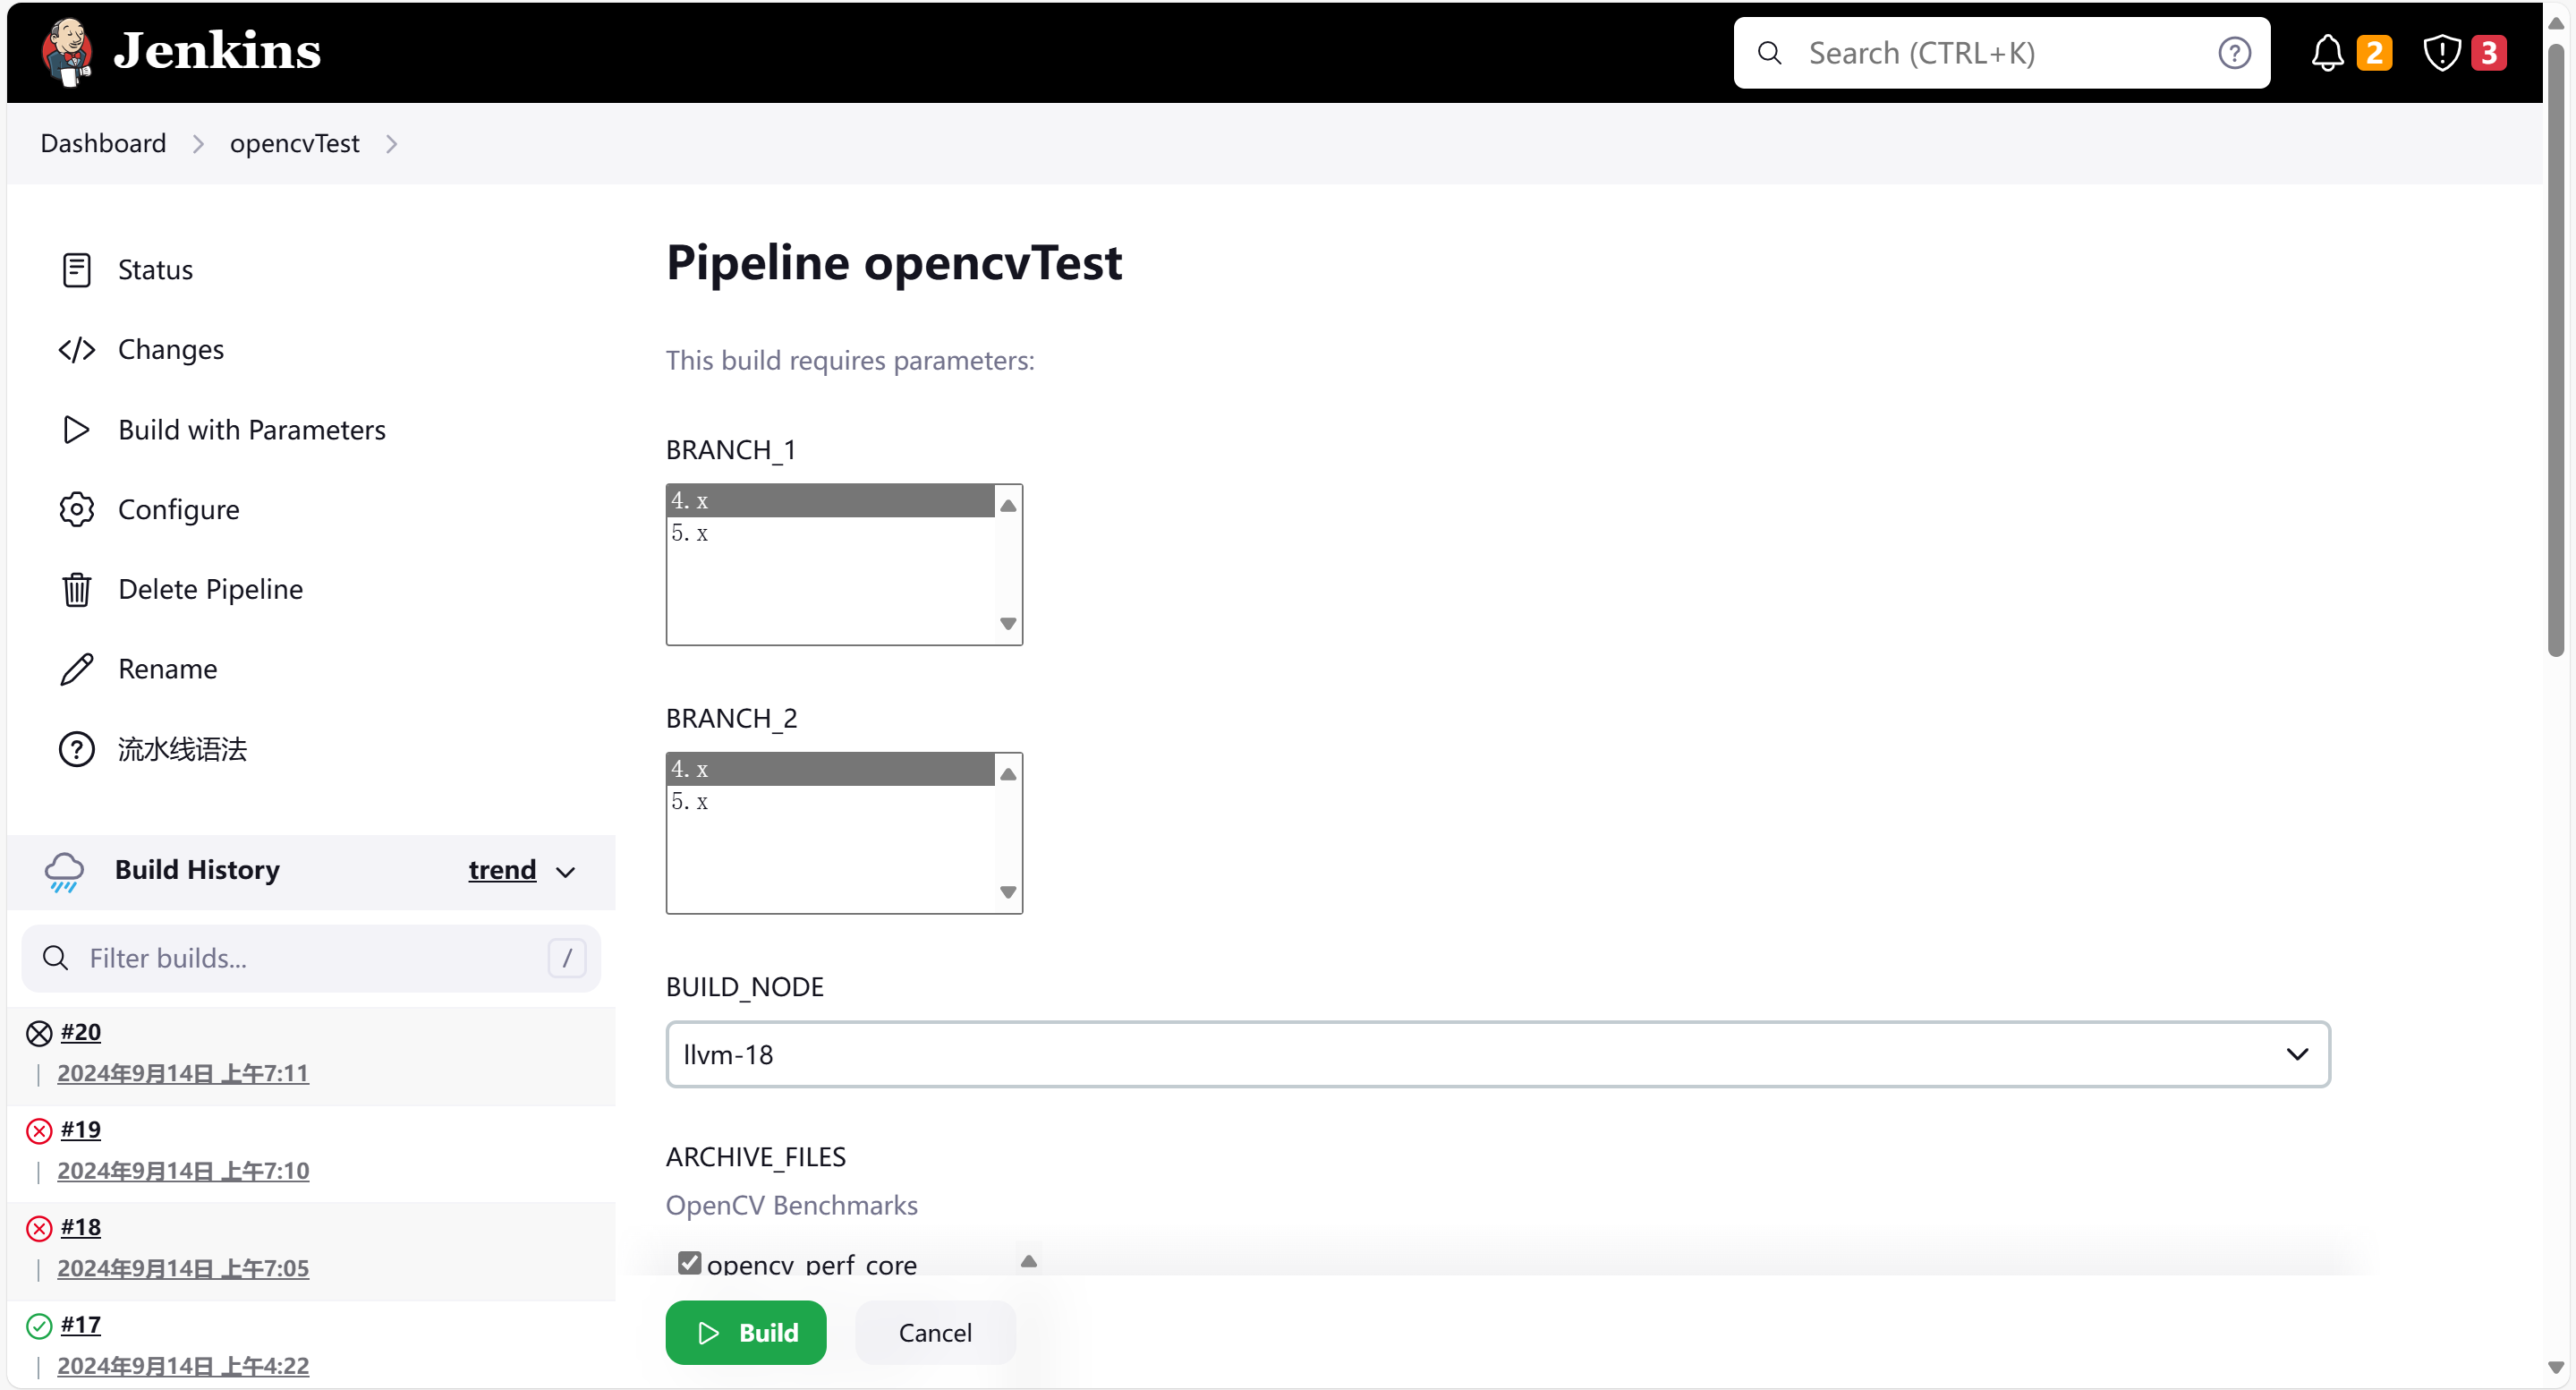 Jenkins
Search (CTRL+K)
2
3
Dashboard
opencvTest
Status
Changes
Build with Parameters
Configure
Delete Pipeline
Rename
流水线语法
Build History
trend
Filter builds...
/
#20
2024年9月14日 上午7:11
#19
2024年9月14日 上午7:10
#18
2024年9月14日 上午7:05
#17
2024年9月14日 上午4:22
Pipeline opencvTest
This build requires parameters:
BRANCH_1
4.x
5.x
BRANCH_2
4.x
5.x
BUILD_NODE
llvm-18
ARCHIVE_FILES
OpenCV Benchmarks
opencv_perf_core
Build
Cancel